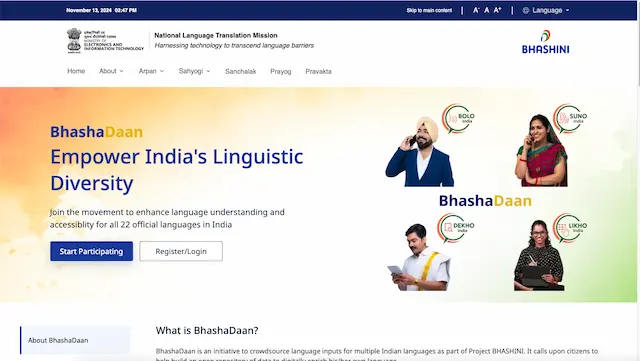 November 13, 2024 02:47 PM
Skip to main content
A- A A+
Language
MINISTRY OF
ELECTRONICS AND
INFORMATION TECHNOLOGY
National Language Translation Mission
Harnessing technology to transcend language barriers
BHASHINI
Home About Arpan Sahyogi Sanchalak Prayog Pravakta
BhashaDaan
Empower India's Linguistic
Diversity
Join the movement to enhance language understanding and
accessiblity for all 22 official languages in India
Start Participating
Register/Login
BOLO
India
SUNO
India
BhashaDaan
DEKHO
India
LIKHO
India
About BhashaDaan
What is BhashaDaan?
BhashaDaan is an initiative to crowdsource language inputs for multiple Indian languages as part of Project BHASHINI. It calls upon citizens to